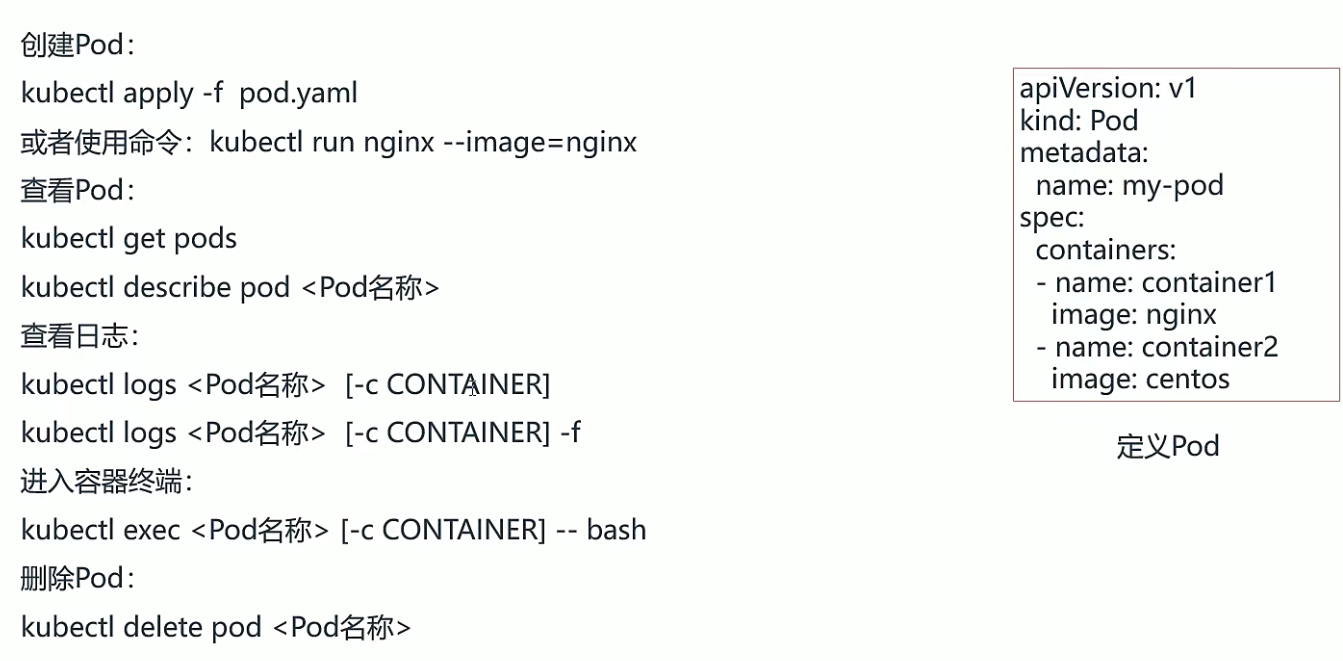 创建Pod：
kubectl apply -f  pod.yaml
或者使用命令：kubectl run nginx --image=nginx
查看Pod：
kubectl get pods
kubectl describe pod <Pod名称>
查看日志：
kubectl logs <Pod名称>  [-c CONTAINER]
kubectl logs <Pod名称>  [-c CONTAINER] -f
进入容器终端：
kubectl exec <Pod名称> [-c CONTAINER] -- bash
删除Pod：
kubectl delete pod <Pod名称>
apiVersion: v1
kind: Pod
metadata:
  name: my-pod
spec:
  containers:
  - name: container1
    image: nginx
  - name: container2
    image: centos
定义Pod